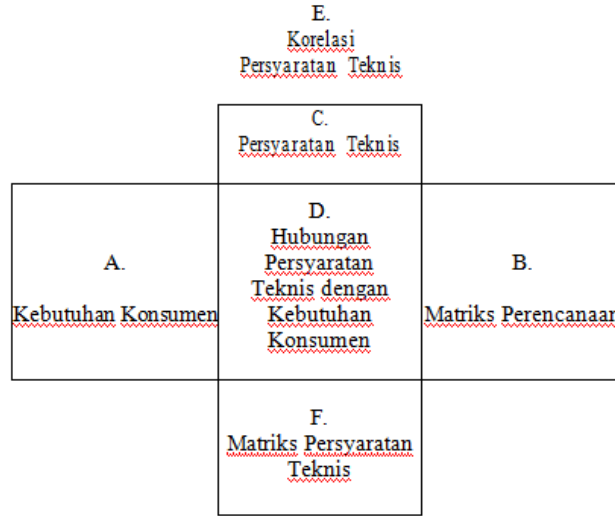 E.
Korelasi
Persyaratan Teknis
C.
Persyaratan Teknis
A.
Kebutuhan Konsumen
D.
Hubungan
Persyaratan
Teknis dengan
Kebutuhan
Konsumen
B.
Matriks Perencanaan
F.
Matriks Persyaratan
Teknis